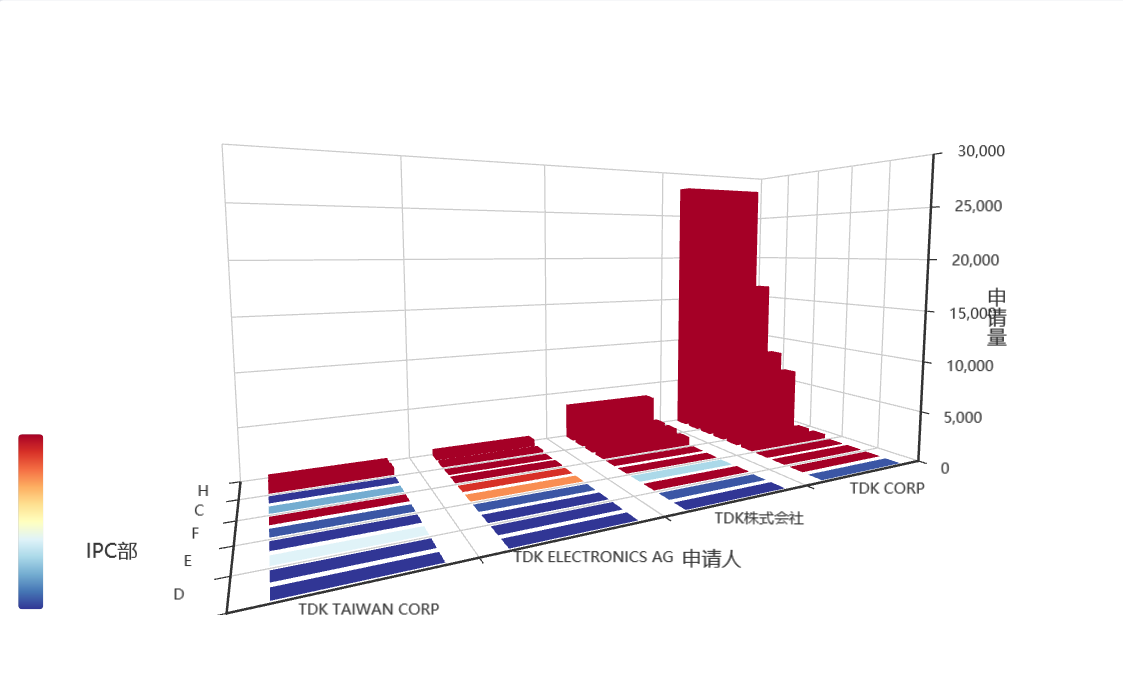 30,000
25,000
20,000
15,000
10,000
5,000
0
申请量
H
C
F
E
D
IPC部
TDK CORP
TDK株式会社
TDK ELECTRONICS AG
申请人
TDK TAIWAN CORP